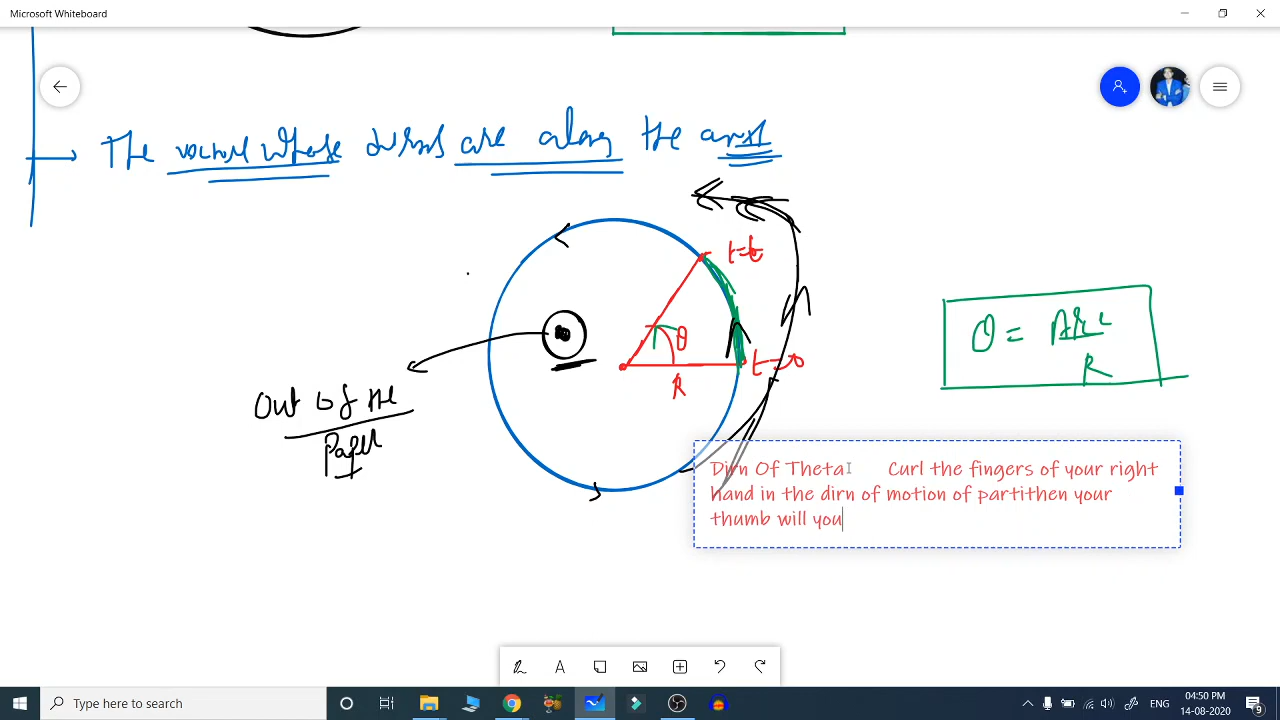 Microsoft Whiteboard
The whose dirns are along the axis
t=t
θ
t=0
R
θ = Arc
R
Out of the
Paper
Dirn Of Theta Curl the fingers of your right
hand in the dirn of motion of partithen your
thumb will you
Type here to search
ENG
04:50 PM
14-08-2020
9